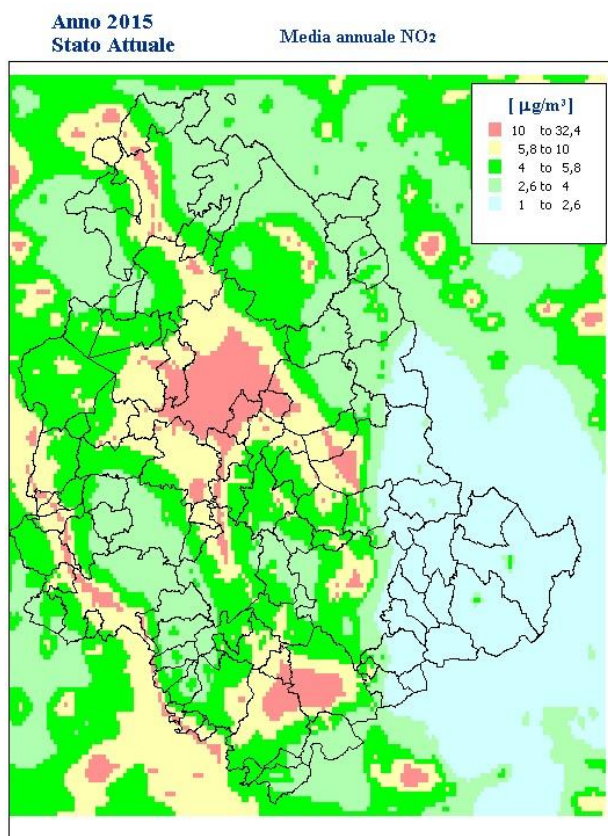 Anno 2015
Stato Attuale
Media annuale NO2
[ µg/m³]
10 to 32,4
5,8 to 10
4 to 5,8
2,6 to 4
1 to 2,6